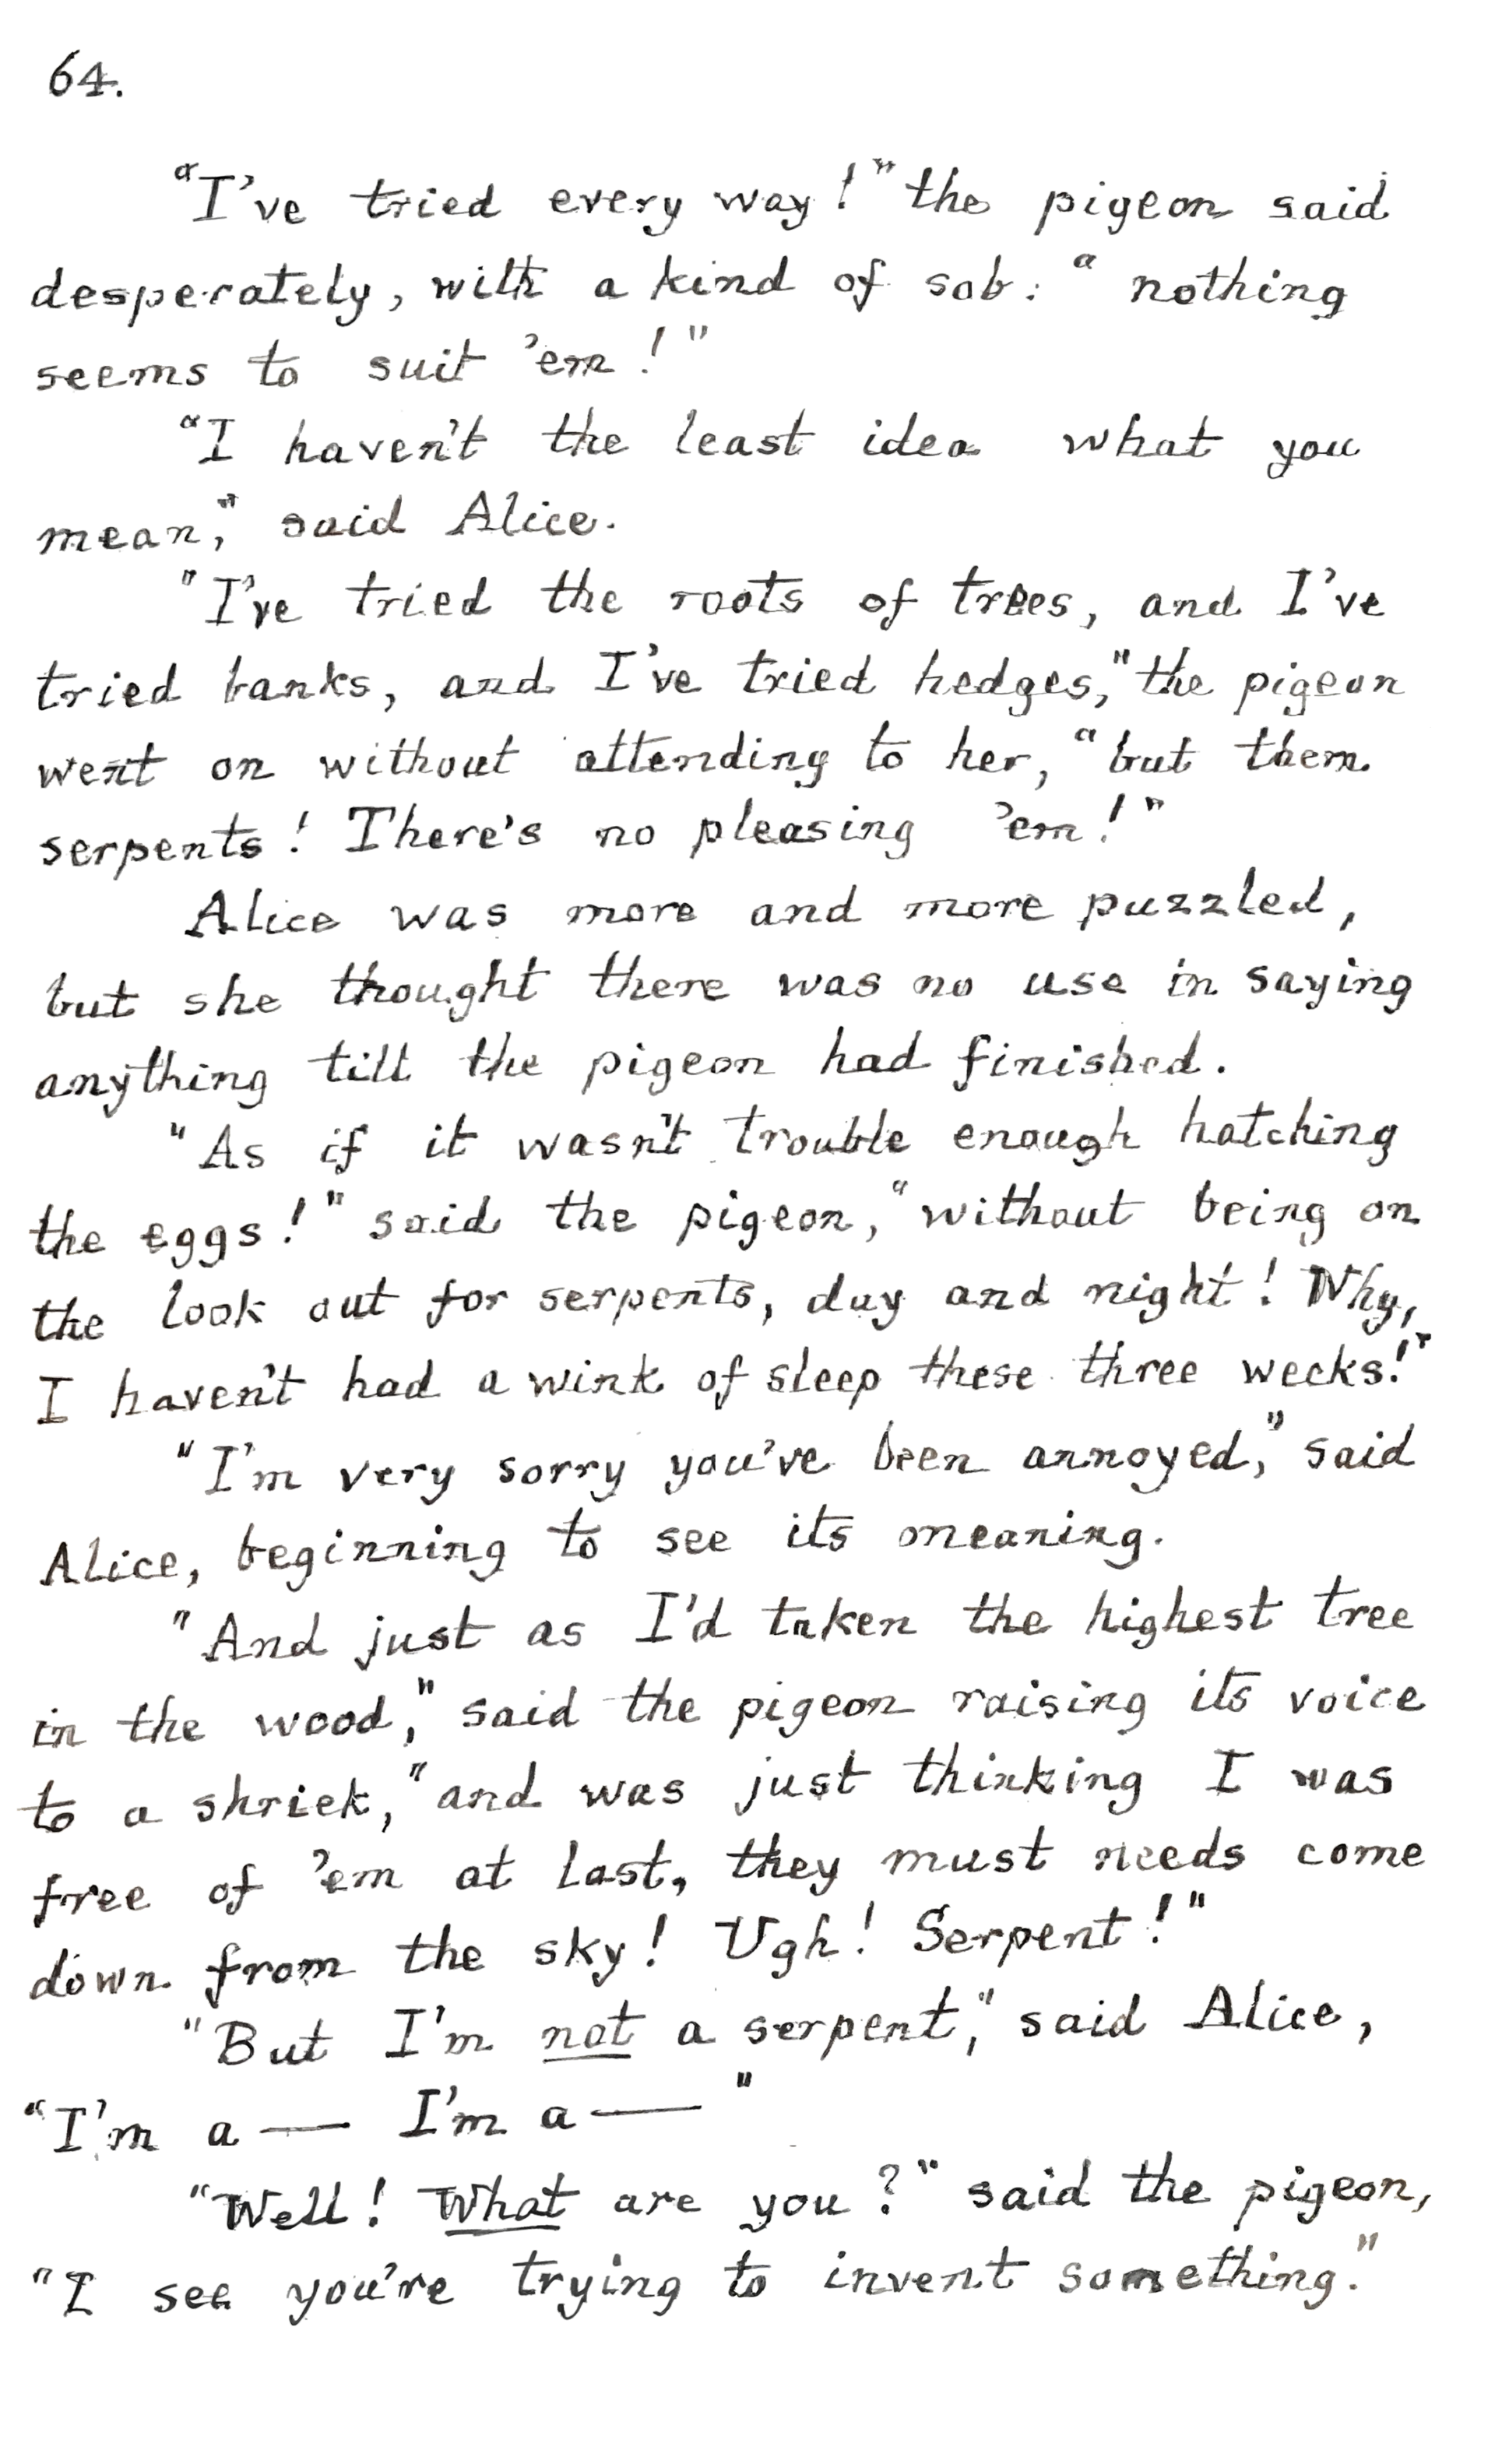 64.
"I've tried every way!" the pigeon said
desperately, with a kind of sob: "nothing
seems to suit 'em!"
"I haven't the least idea what you
mean," said Alice.
"I've tried the roots of trees, and I've
tried banks, and I've tried hedges," the pigeon
went on without attending to her, "but them
serpents! There's no pleasing 'em!"
Alice was more and more puzzled,
but she thought there was no use in saying
anything till the pigeon had finished.
"As if it wasn't trouble enough hatching
the eggs!" said the pigeon, "without being on
the look out for serpents, day and night! Why,
I haven't had a wink of sleep these three weeks!"
"I'm very sorry you've been annoyed," said
Alice, beginning to see its meaning.
"And just as I'd taken the highest tree
in the wood," said the pigeon raising its voice
to a shriek, "and was just thinking I was
free of 'em at last, they must needs come
down from the sky! Ugh! Serpent!"
"But I'm not a serpent," said Alice,
"I'm a— I'm a—"
"Well! What are you?" said the pigeon,
"I see you're trying to invent something."